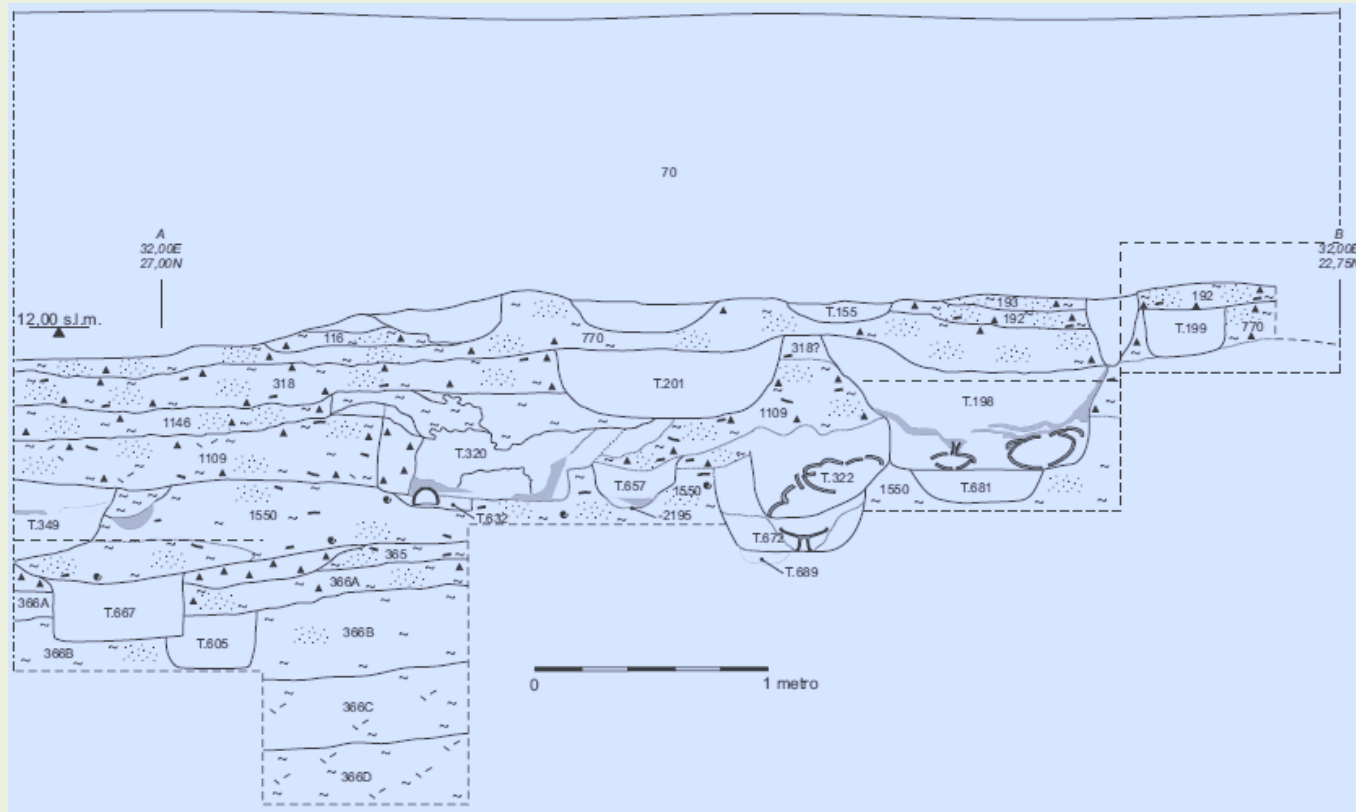 70
A
32,00E
27,00N
B
32,00E
22,75N
12,00 s.l.m.
193
192
192
T.155
T.199
770
116
770
318?
318
T.201
T.198
1146
1109
1109
T.320
T.322
T.657
1550
1550
T.681
T.349
1550
T.632
2195
T.672
T.689
365
366A
366A
T.667
T.605
366B
366B
0
1 metro
366C
366D